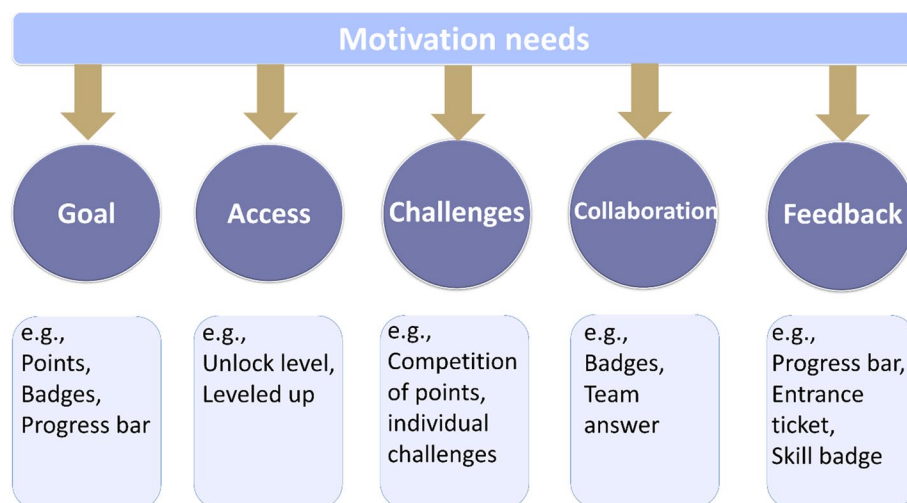 Motivation needs
Goal
Access
Challenges
Collaboration
Feedback
e.g.,
Points,
Badges,
Progress bar
e.g.,
Unlock level,
Leveled up
e.g.,
Competition
of points,
individual
challenges
e.g.,
Badges,
Team
answer
e.g.,
Progress bar,
Entrance
ticket,
Skill badge